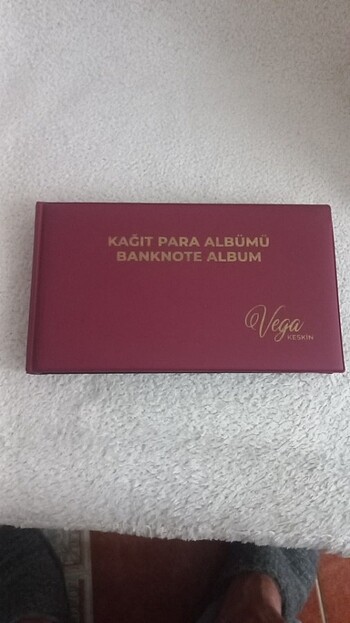 KAĞIT PARA ALBÜMÜ
BANKNOTE ALBUM
Vega
KESKİN